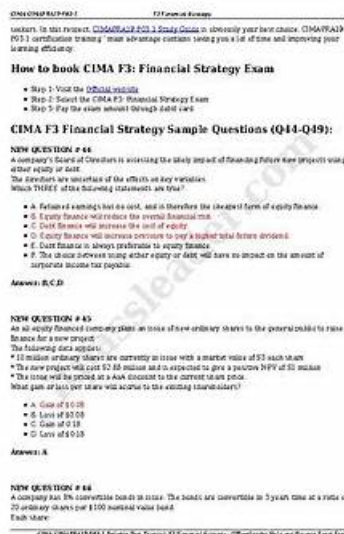 CIMA CIMAPRA19-F03-1 F3 Financial Strategy
seekers. In this respect, CIMAPRA19-F03-1 Study Guide is obviously your best choice. CIMAPRA19-
F03-1 certification training ' main advantage contains saving you a lot of time and improving your
learning efficiency.
How to book CIMA F3: Financial Strategy Exam
Step 1: Visit the Official website
Step 2: Select the CIMA F3: Financial Strategy Exam
Step 3: Pay the exam amount through debit card
CIMA F3 Financial Strategy Sample Questions (Q44-Q49):
NEW QUESTION # 44
A company's Board of Directors is assessing the likely impact of financing future new projects using
either equity or debt.
The directors are uncertain of the effects on key variables.
Which THREE of the following statements are true?
A. Retained earnings has no cost, and is therefore the cheapest form of equity finance.
B. Equity finance will reduce the overall financial risk.
C. Debt finance will increase the cost of equity.
D. Equity finance will increase pressure to pay a higher total future dividend.
E. Debt finance is always preferable to equity finance.
F. The choice between using either equity or debt will have no impact on the amount of
corporate income tax payable.
Answer: B,C,D
NEW QUESTION # 45
An all equity financed company plans an issue of new ordinary shares to the general public to raise
finance for a new project
The following data applies:
* 10 million ordinary shares are currently in issue with a market value of $3 each share
* The new project will cost $2.88 million and is expected to give a positive NPV of $1 million
* The issue will be priced at a discount to the current share price.
What gain or loss per share will accrue to the existing shareholders?
A. Gain of $0.08
B. Loss of $0.08
C. Gain of 0.18
D. Loss of $0.18
Answer: A
NEW QUESTION # 46
A company has 8% convertible bonds in issue. The bonds are convertible in 3 years time at a ratio of
20 ordinary shares per $100 nominal value bond.
Each share: